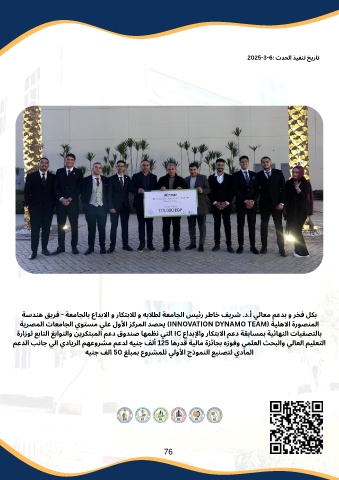 تاريخ تنفيذ الحدث :6-3-2025
بكل فخر و بدعم معالي أ.د. شريف خاطر رئيس الجامعة لطلابه و للابتكار و الابداع بالجامعة - فريق هندسة
المنصورة الاهلية (INNOVATION DYNAMO TEAM) يحصد المركز الأول علي مستوي الجامعات المصرية
بالتصفيات النهائية بمسابقة دعم الابتكار والإبداع IC التي نظمها صندوق دعم المبتكرين والنوابغ التابع لوزارة
التعليم العالي والبحث العلمي وفوزه بجائزة مالية قدرها 125 ألف جنيه لدعم مشروعهم الريادي الي جانب الدعم
المادي لتصنيع النموذج الأولي للمشروع بمبلغ 50 الف جنيه
76